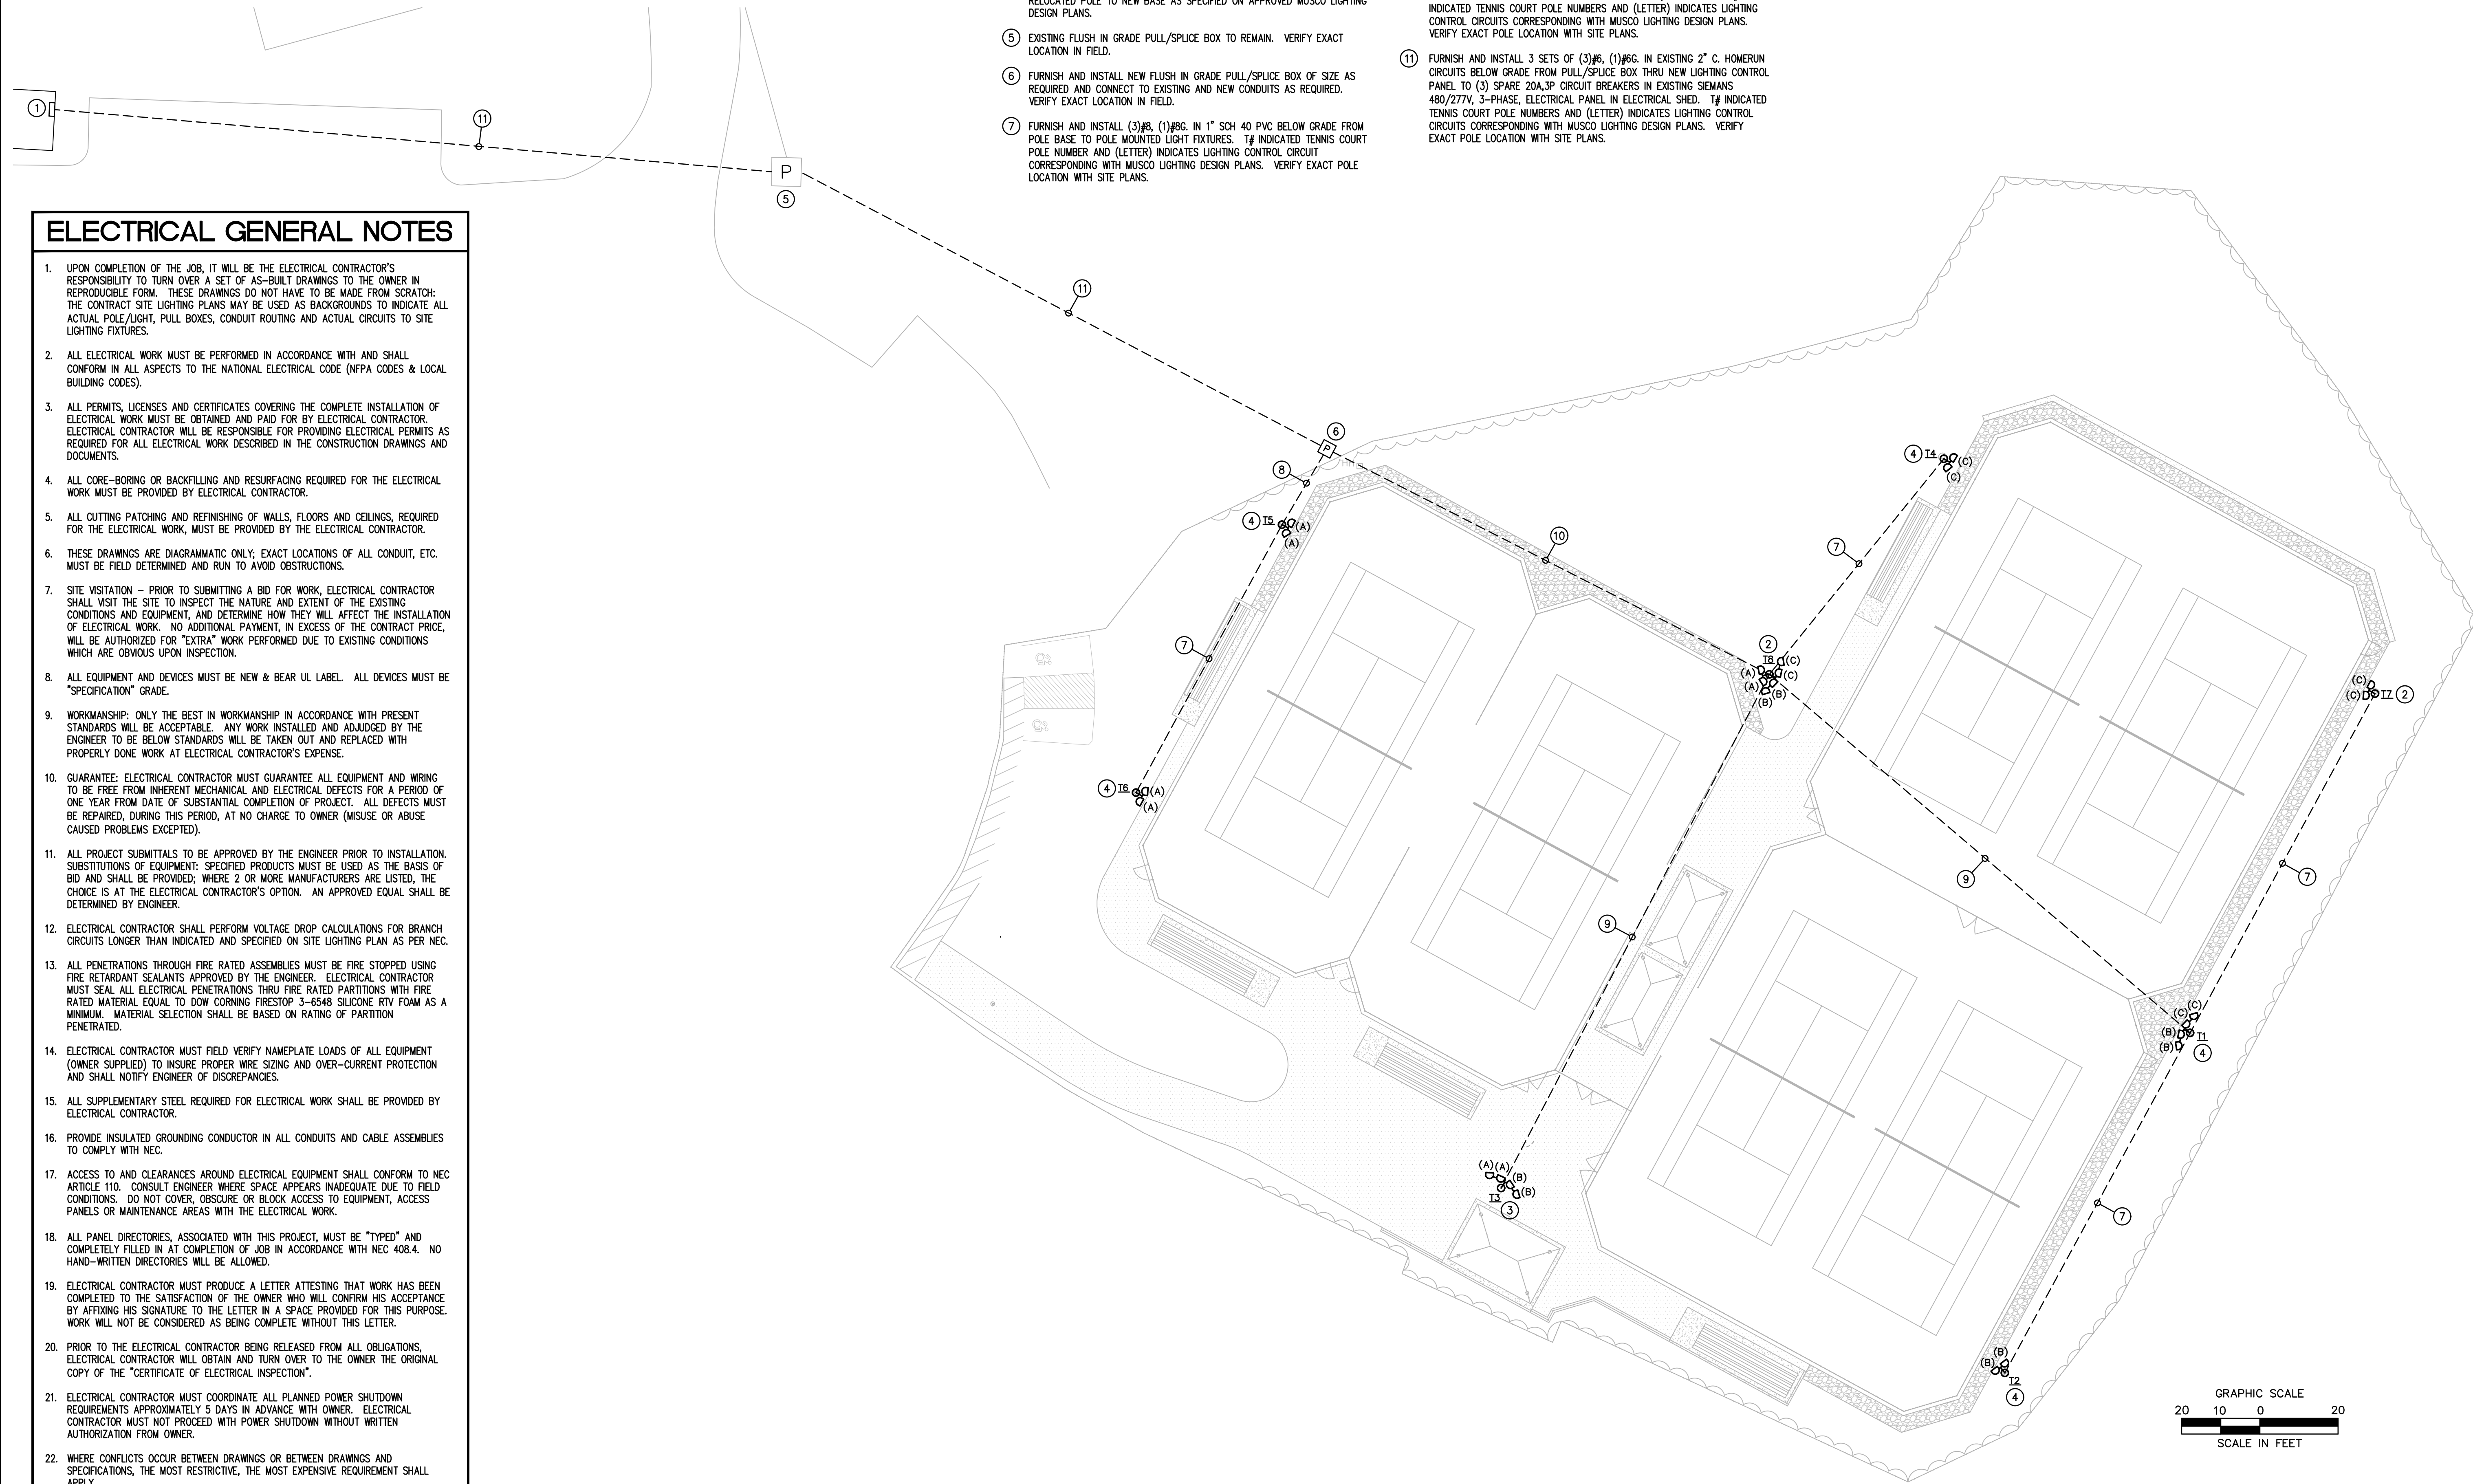 RELOCATED POLE TO NEW BASE AS SPECIFIED ON APPROVED MUSCO LIGHTING
DESIGN PLANS.
5 EXISTING FLUSH IN GRADE PULL/SPLICE BOX TO REMAIN. VERIFY EXACT
LOCATION IN FIELD.
6 FURNISH AND INSTALL NEW FLUSH IN GRADE PULL/SPLICE BOX OF SIZE AS
REQUIRED AND CONNECT TO EXISTING AND NEW CONDUITS AS REQUIRED.
VERIFY EXACT LOCATION IN FIELD.
7 FURNISH AND INSTALL (3)#8, (1)#8G. IN 1" SCH 40 PVC BELOW GRADE FROM
POLE BASE TO POLE MOUNTED LIGHT FIXTURES. T# INDICATED TENNIS COURT
POLE NUMBER AND (LETTER) INDICATES LIGHTING CONTROL CIRCUIT
CORRESPONDING WITH MUSCO LIGHTING DESIGN PLANS. VERIFY EXACT POLE
LOCATION WITH SITE PLANS.
INDICATED TENNIS COURT POLE NUMBERS AND (LETTER) INDICATES LIGHTING
CONTROL CIRCUITS CORRESPONDING WITH MUSCO LIGHTING DESIGN PLANS.
VERIFY EXACT POLE LOCATION WITH SITE PLANS.
11 FURNISH AND INSTALL 3 SETS OF (3)#6, (1)#6G. IN EXISTING 2" C. HOMERUN
CIRCUITS BELOW GRADE FROM PULL/SPLICE BOX THRU NEW LIGHTING CONTROL
PANEL TO (3) SPARE 20A,3P CIRCUIT BREAKERS IN EXISTING SIEMANS
480/277V, 3-PHASE, ELECTRICAL PANEL IN ELECTRICAL SHED. T# INDICATED
TENNIS COURT POLE NUMBERS AND (LETTER) INDICATES LIGHTING CONTROL
CIRCUITS CORRESPONDING WITH MUSCO LIGHTING DESIGN PLANS. VERIFY
EXACT POLE LOCATION WITH SITE PLANS.
1
11
P
5
11
ELECTRICAL GENERAL NOTES
1. UPON COMPLETION OF THE JOB, IT WILL BE THE ELECTRICAL CONTRACTOR'S
RESPONSIBILITY TO TURN OVER A SET OF AS-BUILT DRAWINGS TO THE OWNER IN
REPRODUCIBLE FORM. THESE DRAWINGS DO NOT HAVE TO BE MADE FROM SCRATCH:
THE CONTRACT SITE LIGHTING PLANS MAY BE USED AS BACKGROUNDS TO INDICATE ALL
ACTUAL POLE/LIGHT, PULL BOXES, CONDUIT ROUTING AND ACTUAL CIRCUITS TO SITE
LIGHTING FIXTURES.
2. ALL ELECTRICAL WORK MUST BE PERFORMED IN ACCORDANCE WITH AND SHALL
CONFORM IN ALL ASPECTS TO THE NATIONAL ELECTRICAL CODE (NFPA CODES & LOCAL
BUILDING CODES).
3. ALL PERMITS, LICENSES AND CERTIFICATES COVERING THE COMPLETE INSTALLATION OF
ELECTRICAL WORK MUST BE OBTAINED AND PAID FOR BY ELECTRICAL CONTRACTOR.
ELECTRICAL CONTRACTOR WILL BE RESPONSIBLE FOR PROVIDING ELECTRICAL PERMITS AS
REQUIRED FOR ALL ELECTRICAL WORK DESCRIBED IN THE CONSTRUCTION DRAWINGS AND
DOCUMENTS.
4. ALL CORE-BORING OR BACKFILLING AND RESURFACING REQUIRED FOR THE ELECTRICAL
WORK MUST BE PROVIDED BY ELECTRICAL CONTRACTOR.
5. ALL CUTTING PATCHING AND REFINISHING OF WALLS, FLOORS AND CEILINGS, REQUIRED
FOR THE ELECTRICAL WORK, MUST BE PROVIDED BY THE ELECTRICAL CONTRACTOR.
6. THESE DRAWINGS ARE DIAGRAMMATIC ONLY; EXACT LOCATIONS OF ALL CONDUIT, ETC.
MUST BE FIELD DETERMINED AND RUN TO AVOID OBSTRUCTIONS.
7. SITE VISITATION - PRIOR TO SUBMITTING A BID FOR WORK, ELECTRICAL CONTRACTOR
SHALL VISIT THE SITE TO INSPECT THE NATURE AND EXTENT OF THE EXISTING
CONDITIONS AND EQUIPMENT, AND DETERMINE HOW THEY WILL AFFECT THE INSTALLATION
OF ELECTRICAL WORK. NO ADDITIONAL PAYMENT, IN EXCESS OF THE CONTRACT PRICE,
WILL BE AUTHORIZED FOR "EXTRA" WORK PERFORMED DUE TO EXISTING CONDITIONS
WHICH ARE OBVIOUS UPON INSPECTION.
8. ALL EQUIPMENT AND DEVICES MUST BE NEW & BEAR UL LABEL. ALL DEVICES MUST BE
"SPECIFICATION" GRADE.
9. WORKMANSHIP: ONLY THE BEST IN WORKMANSHIP IN ACCORDANCE WITH PRESENT
STANDARDS WILL BE ACCEPTABLE. ANY WORK INSTALLED AND ADJUDGED BY THE
ENGINEER TO BE BELOW STANDARDS WILL BE TAKEN OUT AND REPLACED WITH
PROPERLY DONE WORK AT ELECTRICAL CONTRACTOR'S EXPENSE.
10. GUARANTEE: ELECTRICAL CONTRACTOR MUST GUARANTEE ALL EQUIPMENT AND WIRING
TO BE FREE FROM INHERENT MECHANICAL AND ELECTRICAL DEFECTS FOR A PERIOD OF
ONE YEAR FROM DATE OF SUBSTANTIAL COMPLETION OF PROJECT. ALL DEFECTS MUST
BE REPAIRED, DURING THIS PERIOD, AT NO CHARGE TO OWNER (MISUSE OR ABUSE
CAUSED PROBLEMS EXCEPTED).
11. ALL PROJECT SUBMITTALS TO BE APPROVED BY THE ENGINEER PRIOR TO INSTALLATION.
SUBSTITUTIONS OF EQUIPMENT: SPECIFIED PRODUCTS MUST BE USED AS THE BASIS OF
BID AND SHALL BE PROVIDED; WHERE 2 OR MORE MANUFACTURERS ARE LISTED, THE
CHOICE IS AT THE ELECTRICAL CONTRACTOR'S OPTION. AN APPROVED EQUAL SHALL BE
DETERMINED BY ENGINEER.
12. ELECTRICAL CONTRACTOR SHALL PERFORM VOLTAGE DROP CALCULATIONS FOR BRANCH
CIRCUITS LONGER THAN INDICATED AND SPECIFIED ON SITE LIGHTING PLAN AS PER NEC.
13. ALL PENETRATIONS THROUGH FIRE RATED ASSEMBLIES MUST BE FIRE STOPPED USING
FIRE RETARDANT SEALANTS APPROVED BY THE ENGINEER. ELECTRICAL CONTRACTOR
MUST SEAL ALL ELECTRICAL PENETRATIONS THRU FIRE RATED PARTITIONS WITH FIRE
RATED MATERIAL EQUAL TO DOW CORNING FIRESTOP 3-6548 SILICONE RTV FOAM AS A
MINIMUM. MATERIAL SELECTION SHALL BE BASED ON RATING OF PARTITION
PENETRATED.
14. ELECTRICAL CONTRACTOR MUST FIELD VERIFY NAMEPLATE LOADS OF ALL EQUIPMENT
(OWNER SUPPLIED) TO INSURE PROPER WIRE SIZING AND OVER-CURRENT PROTECTION
AND SHALL NOTIFY ENGINEER OF DISCREPANCIES.
15. ALL SUPPLEMENTARY STEEL REQUIRED FOR ELECTRICAL WORK SHALL BE PROVIDED BY
ELECTRICAL CONTRACTOR.
16. PROVIDE INSULATED GROUNDING CONDUCTOR IN ALL CONDUITS AND CABLE ASSEMBLIES
TO COMPLY WITH NEC.
17. ACCESS TO AND CLEARANCES AROUND ELECTRICAL EQUIPMENT SHALL CONFORM TO NEC
ARTICLE 110. CONSULT ENGINEER WHERE SPACE APPEARS INADEQUATE DUE TO FIELD
CONDITIONS. DO NOT COVER, OBSCURE OR BLOCK ACCESS TO EQUIPMENT, ACCESS
PANELS OR MAINTENANCE AREAS WITH THE ELECTRICAL WORK.
18. ALL PANEL DIRECTORIES, ASSOCIATED WITH THIS PROJECT, MUST BE "TYPED" AND
COMPLETELY FILLED IN AT COMPLETION OF JOB IN ACCORDANCE WITH NEC 408.4. NO
HAND-WRITTEN DIRECTORIES WILL BE ALLOWED.
19. ELECTRICAL CONTRACTOR MUST PRODUCE A LETTER ATTESTING THAT WORK HAS BEEN
COMPLETED TO THE SATISFACTION OF THE OWNER WHO WILL CONFIRM HIS ACCEPTANCE
BY AFFIXING HIS SIGNATURE TO THE LETTER IN A SPACE PROVIDED FOR THIS PURPOSE.
WORK WILL NOT BE CONSIDERED AS BEING COMPLETE WITHOUT THIS LETTER.
20. PRIOR TO THE ELECTRICAL CONTRACTOR BEING RELEASED FROM ALL OBLIGATIONS,
ELECTRICAL CONTRACTOR WILL OBTAIN AND TURN OVER TO THE OWNER THE ORIGINAL
COPY OF THE "CERTIFICATE OF ELECTRICAL INSPECTION".
21. ELECTRICAL CONTRACTOR MUST COORDINATE ALL PLANNED POWER SHUTDOWN
REQUIREMENTS APPROXIMATELY 5 DAYS IN ADVANCE WITH OWNER. ELECTRICAL
CONTRACTOR MUST NOT PROCEED WITH POWER SHUTDOWN WITHOUT WRITTEN
AUTHORIZATION FROM OWNER.
22. WHERE CONFLICTS OCCUR BETWEEN DRAWINGS OR BETWEEN DRAWINGS AND
SPECIFICATIONS, THE MOST RESTRICTIVE, THE MOST EXPENSIVE REQUIREMENT SHALL
APPLY
6
P
8
4 T5 (A)
(A)
10
4 T4 (C)
(C)
7
7
2
T8 (C)
(A) (C)
(A) (B)
(B)
(C)
(C) T7 2
4 T6 (A)
(A)
9
7
9
(C)
(C)
(B) T1
(B) 4
(A) (A)
(B)
(B)
T3
3
7
(B)
(B)
T2
4
GRAPHIC SCALE
20 10 0 20
SCALE IN FEET